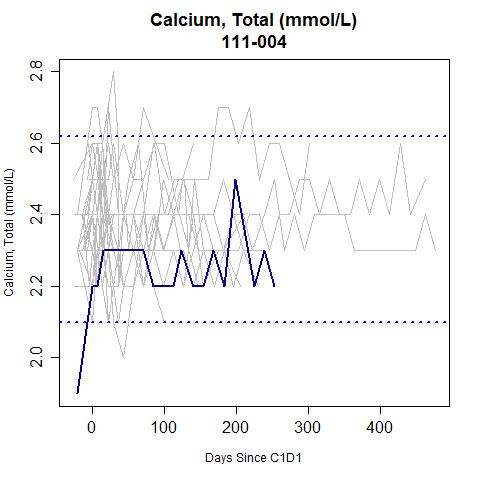 Calcium, Total (mmol/L)
111-004
2.8
2.6
2.4
2.2
2.0
Calcium, Total (mmol/L)
0 100 200 300 400
Days Since C1D1